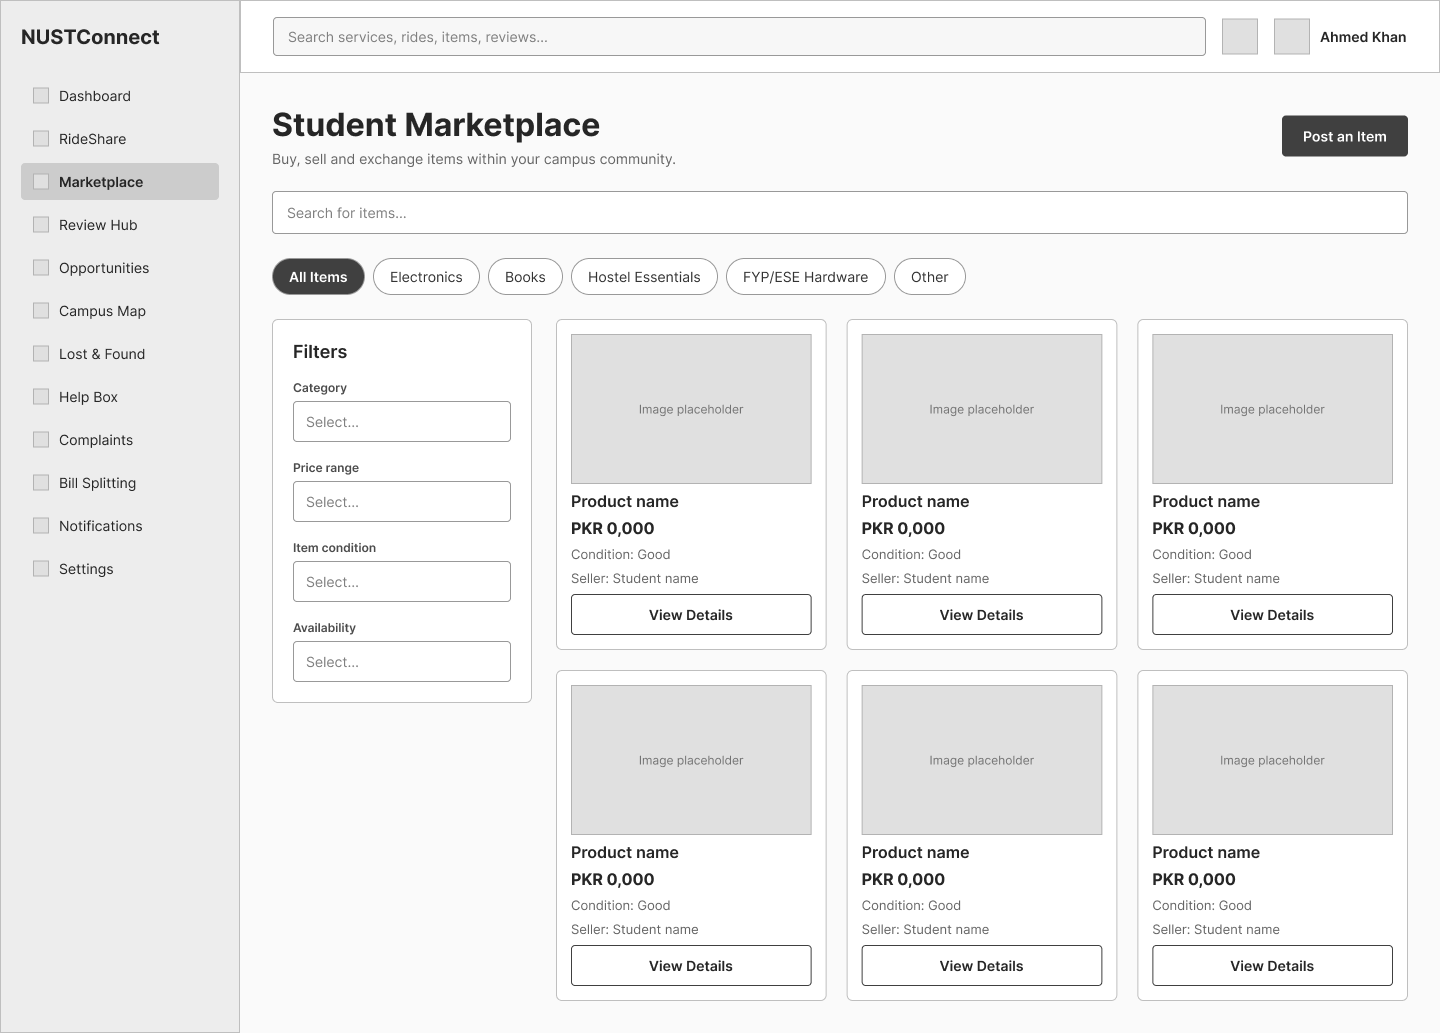 NUSTConnect
Dashboard
RideShare
Marketplace
Review Hub
Opportunities
Campus Map
Lost & Found
Help Box
Complaints
Bill Splitting
Notifications
Settings
Search services, rides, items, reviews...
Ahmed Khan
Student Marketplace
Buy, sell and exchange items within your campus community.
Post an Item
Search for items...
All Items
Electronics
Books
Hostel Essentials
FYP/ESE Hardware
Other
Filters
Category
Select...
Price range
Select...
Item condition
Select...
Availability
Select...
Image placeholder
Product name
PKR 0,000
Condition: Good
Seller: Student name
View Details
Image placeholder
Product name
PKR 0,000
Condition: Good
Seller: Student name
View Details
Image placeholder
Product name
PKR 0,000
Condition: Good
Seller: Student name
View Details
Image placeholder
Product name
PKR 0,000
Condition: Good
Seller: Student name
View Details
Image placeholder
Product name
PKR 0,000
Condition: Good
Seller: Student name
View Details
Image placeholder
Product name
PKR 0,000
Condition: Good
Seller: Student name
View Details